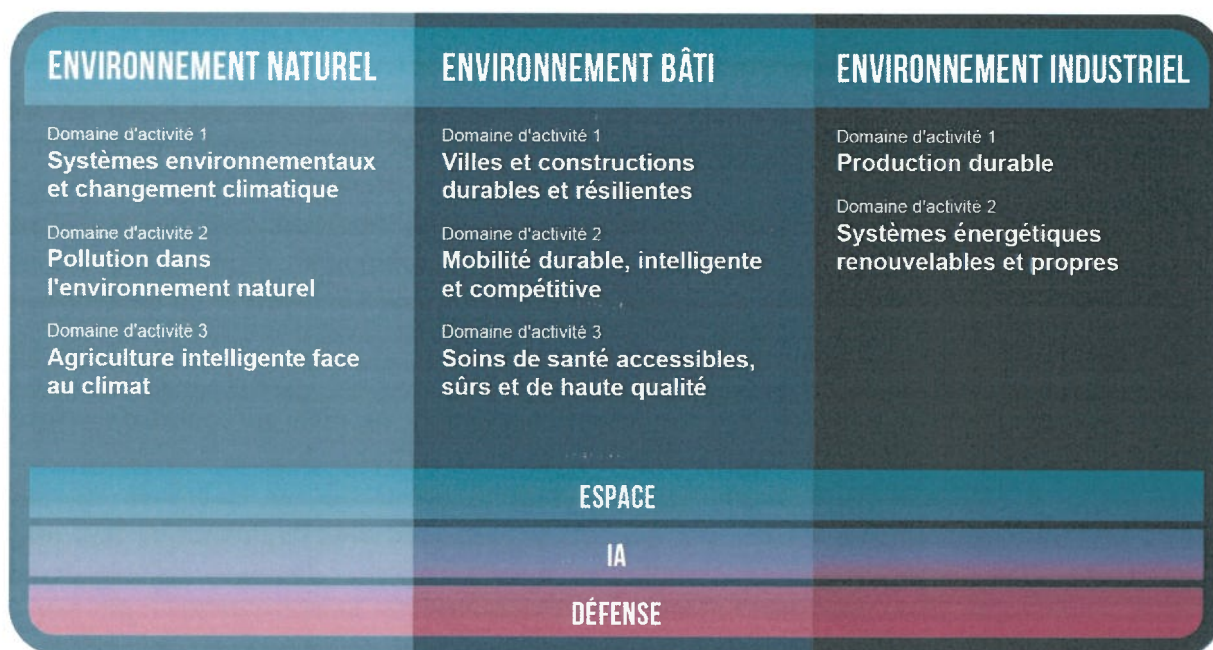 ENVIRONNEMENT NATUREL
Domaine d'activité 1
Systèmes environnementaux
et changement climatique
Domaine d'activité 2
Pollution dans
l'environnement naturel
Domaine d'activité 3
Agriculture intelligente face
au climat
ENVIRONNEMENT BÂTI
Domaine d'activité 1
Villes et constructions
durables et résilientes
Domaine d'activité 2
Mobilité durable, intelligente
et compétitive
Domaine d'activité 3
Soins de santé accessibles,
sûrs et de haute qualité
ENVIRONNEMENT INDUSTRIEL
Domaine d'activité 1
Production durable
Domaine d'activité 2
Systèmes énergétiques
renouvelables et propres
ESPACE
IA
DÉFENSE